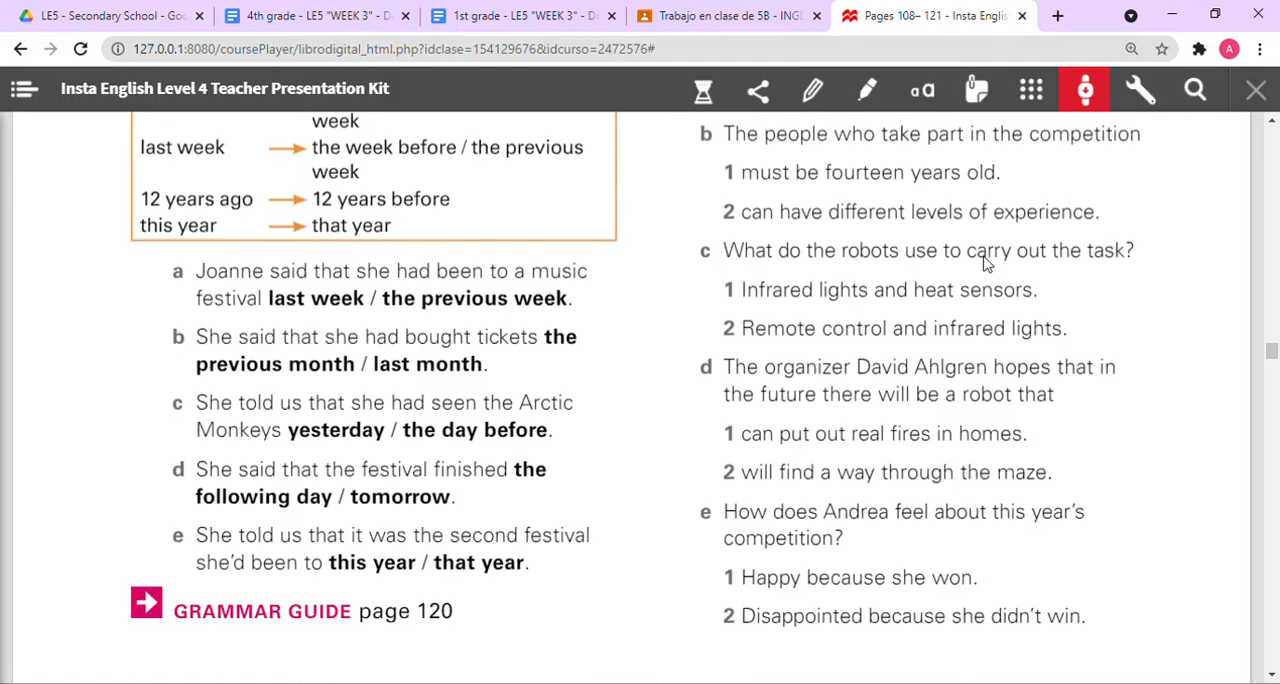 LE5 - Secondary School - Goo
4th grade - LE5 "WEEK 3" - D
1st grade - LE5 "WEEK 3" - D
Trabajo en clase de 5B - ING
Pages 108– 121 - Insta Englis
127.0.0.1:8080/coursePlayer/librodigital_html.php?idclase=154129676&idcurso=2472576#
A
Insta English Level 4 Teacher Presentation Kit
aa
week
last week
the week before / the previous
week
12 years ago
12 years before
this year
that year
a Joanne said that she had been to a music
festival last week / the previous week.
b She said that she had bought tickets the
previous month / last month.
c She told us that she had seen the Arctic
Monkeys yesterday / the day before.
d She said that the festival finished the
following day / tomorrow.
e She told us that it was the second festival
she'd been to this year / that year.
GRAMMAR GUIDE page 120
b The people who take part in the competition
1 must be fourteen years old.
2 can have different levels of experience.
c What do the robots use to carry out the task?
1 Infrared lights and heat sensors.
2 Remote control and infrared lights.
d The organizer David Ahlgren hopes that in
the future there will be a robot that
1 can put out real fires in homes.
2 will find a way through the maze.
e How does Andrea feel about this year's
competition?
1 Happy because she won.
2 Disappointed because she didn't win.